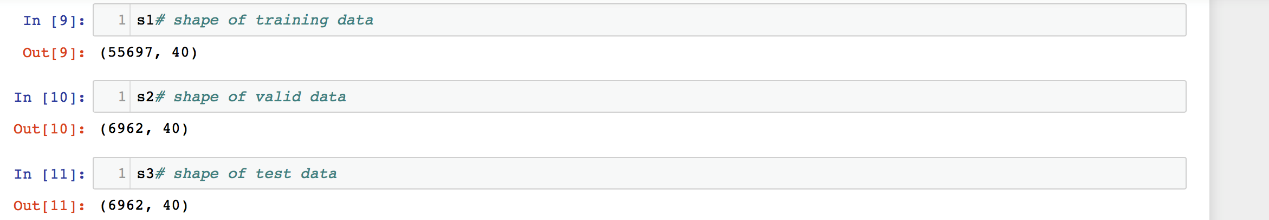 In [9]: 1 s1# shape of training data
Out[9]: (55697, 40)
In [10]: 1 s2# shape of valid data
Out[10]: (6962, 40)
In [11]: 1 s3# shape of test data
Out[11]: (6962, 40)